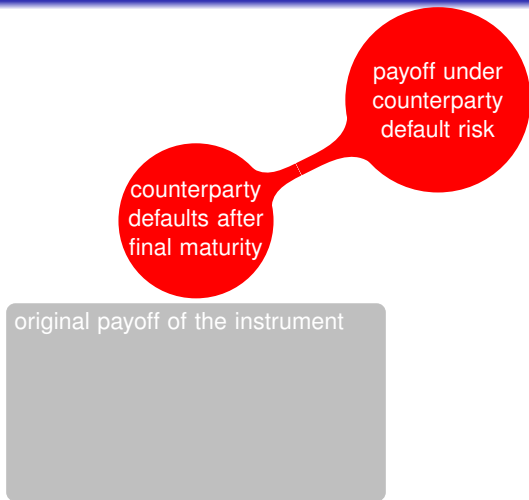 payoff under
counterparty
default risk
counterparty
defaults after
final maturity
original payoff of the instrument